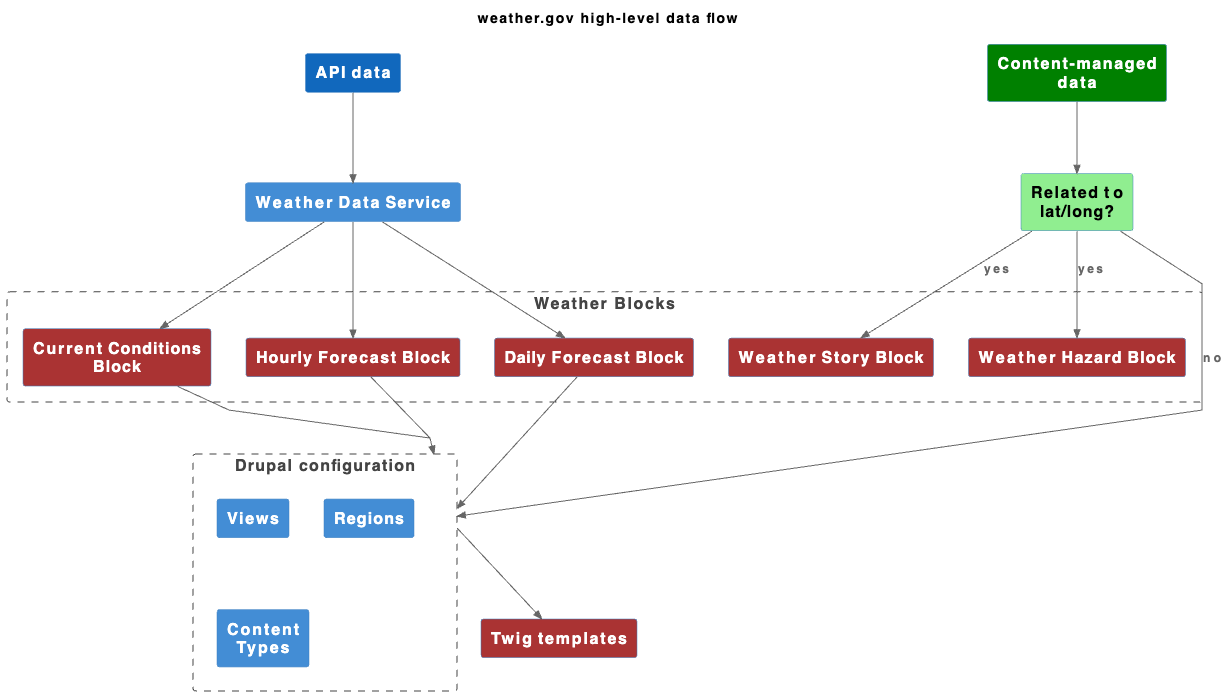 weather.gov high-level data flow
API data
Content-managed
data
Weather Data Service
Related to
lat/long?
yes
yes
Weather Blocks
Current Conditions
Block
Hourly Forecast Block
Daily Forecast Block
Weather Story Block
Weather Hazard Block
no
Drupal configuration
Views
Regions
Content
Types
Twig templates